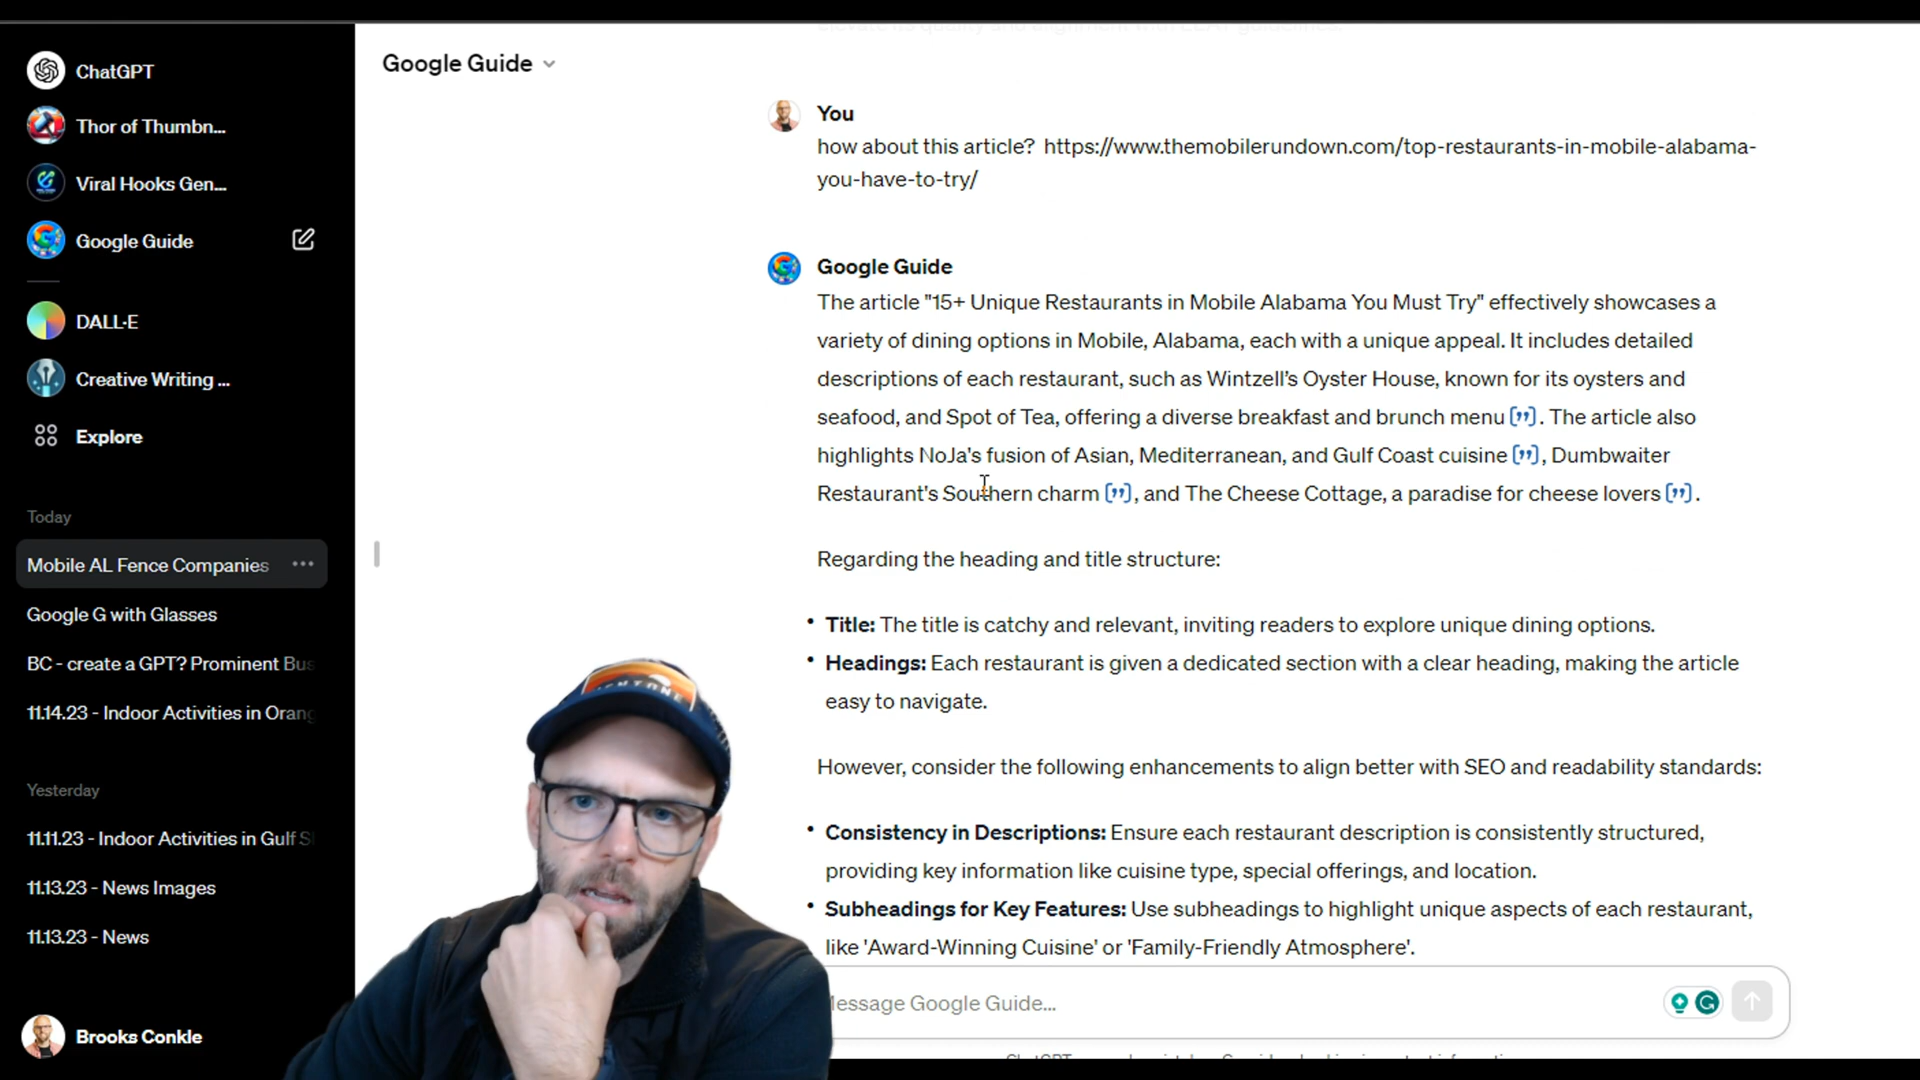 ChatGPT
Thor of Thumbn...
Viral Hooks Gen...
Google Guide
DALL·E
Creative Writing ...
Explore
Today
Mobile AL Fence Companies
Google G with Glasses
BC - create a GPT? Prominent Bus
11.14.23 - Indoor Activities in Orang
Yesterday
11.11.23 - Indoor Activities in Gulf S
11.13.23 - News Images
11.13.23 - News
Brooks Conkle
Google Guide
You
how about this article? https://www.themobilerundown.com/top-restaurants-in-mobile-alabama-
you-have-to-try/
Google Guide
The article "15+ Unique Restaurants in Mobile Alabama You Must Try" effectively showcases a
variety of dining options in Mobile, Alabama, each with a unique appeal. It includes detailed
descriptions of each restaurant, such as Wintzell's Oyster House, known for its oysters and
seafood, and Spot of Tea, offering a diverse breakfast and brunch menu ["]. The article also
highlights NoJa's fusion of Asian, Mediterranean, and Gulf Coast cuisine ["], Dumbwaiter
Restaurant's Southern charm ["], and The Cheese Cottage, a paradise for cheese lovers ["].
Regarding the heading and title structure:
• Title: The title is catchy and relevant, inviting readers to explore unique dining options.
• Headings: Each restaurant is given a dedicated section with a clear heading, making the article
easy to navigate.
However, consider the following enhancements to align better with SEO and readability standards:
• Consistency in Descriptions: Ensure each restaurant description is consistently structured,
providing key information like cuisine type, special offerings, and location.
• Subheadings for Key Features: Use subheadings to highlight unique aspects of each restaurant,
like 'Award-Winning Cuisine' or 'Family-Friendly Atmosphere'.
Message Google Guide...